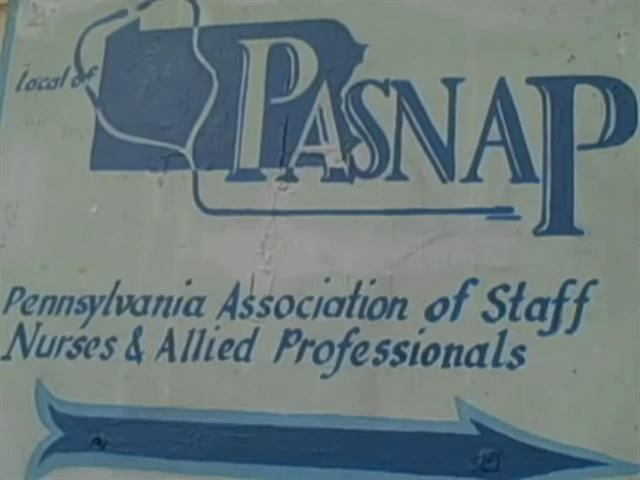 local of
PASNAP
Pennsylvania Association of Staff
Nurses & Allied Professionals